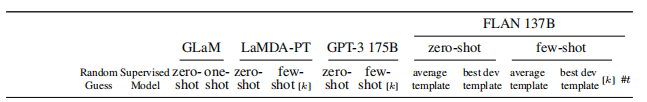 FLAN 137B
GLaM LaMDA-PT GPT-3 175B zero-shot few-shot
Random Supervised zero- one- zero- few- zero- few- average best dev average best dev
Guess Model shot shot shot shot [k] shot shot [k] template template template template [k] #t